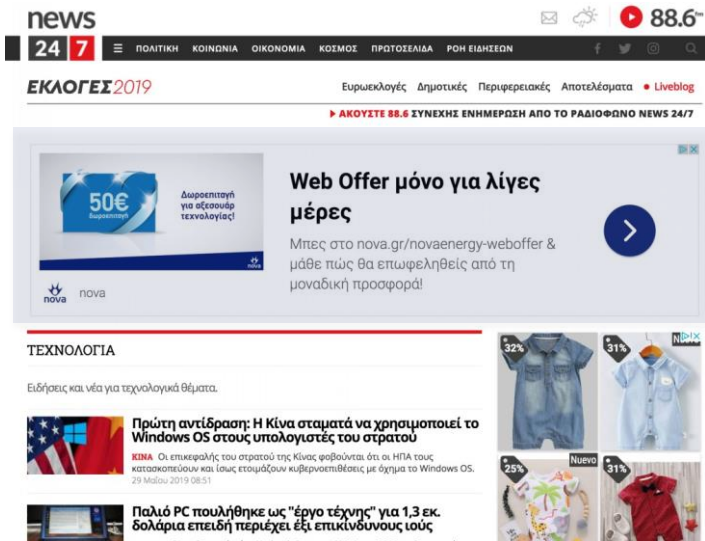 news
24 7
88.6fm
☰ ΠΟΛΙΤΙΚΗ ΚΟΙΝΩΝΙΑ ΟΙΚΟΝΟΜΙΑ ΚΟΣΜΟΣ ΠΡΩΤΟΣΕΛΙΔΑ ΡΟΗ ΕΙΔΗΣΕΩΝ
ΕΚΛΟΓΕΣ2019
Ευρωεκλογές Δημοτικές Περιφερειακές Αποτελέσματα ● Liveblog
ΑΚΟΥΣΤΕ 88.6 ΣΥΝΕΧΗΣ ΕΝΗΜΕΡΩΣΗ ΑΠΟ ΤΟ ΡΑΔΙΟΦΩΝΟ NEWS 24/7
50€
δωροεπιταγή
Δωροεπιταγή
για αξεσουάρ
τεχνολογίας!
nova
nova
nova
Web Offer μόνο για λίγες
μέρες
Μπες στο nova.gr/novaenergy-weboffer &
μάθε πώς θα επωφεληθείς από τη
μοναδική προσφορά!
ΤΕΧΝΟΛΟΓΙΑ
Ειδήσεις και νέα για τεχνολογικά θέματα.
Πρώτη αντίδραση: Η Κίνα σταματά να χρησιμοποιεί το
Windows OS στους υπολογιστές του στρατού
ΚΙΝΑ Οι επικεφαλής του στρατού της Κίνας φοβούνται ότι οι ΗΠΑ τους
κατασκοπεύουν και ίσως ετοιμάζουν κυβερνοεπιθέσεις με όχημα το Windows OS.
29 Μαΐου 2019 08:51
Παλιό PC πουλήθηκε ως "έργο τέχνης" για 1,3 εκ.
δολάρια επειδή περιέχει έξι επικίνδυνους ιούς
32%
31%
25%
Nuevo
31%